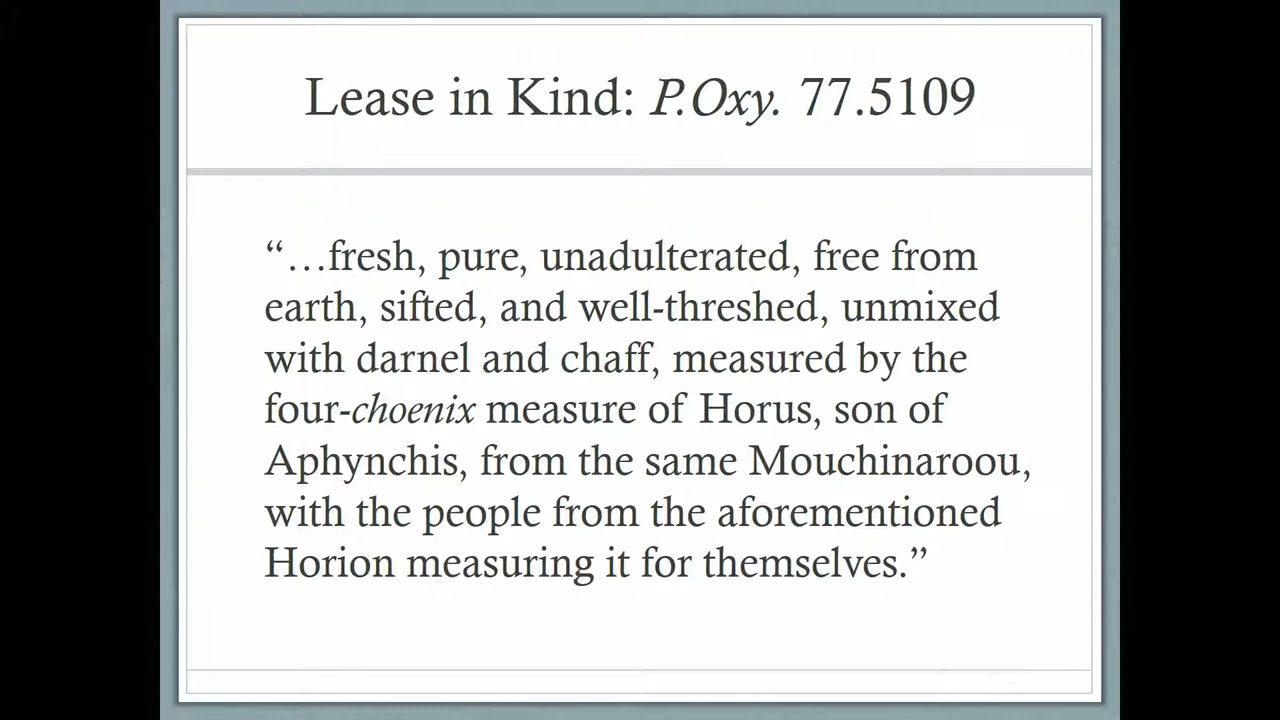 Lease in Kind: P.Oxy. 77.5109
“…fresh, pure, unadulterated, free from
earth, sifted, and well-threshed, unmixed
with darnel and chaff, measured by the
four-choenix measure of Horus, son of
Aphynchis, from the same Mouchinaroou,
with the people from the aforementioned
Horion measuring it for themselves.”